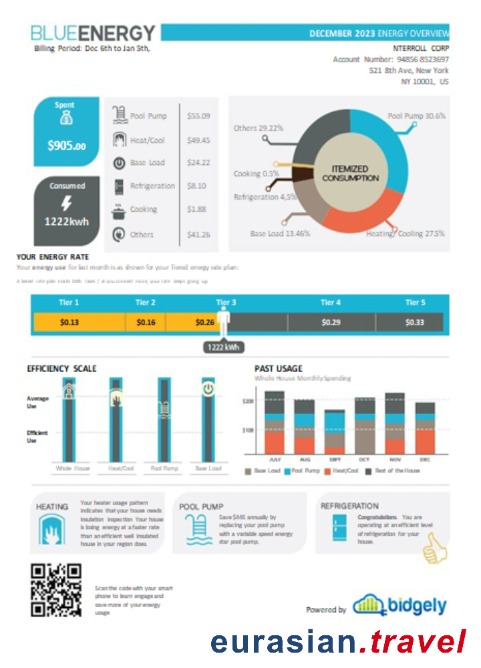 BLUEENERGY
DECEMBER 2023 ENERGY OVERVIEW
Billing Period: Dec 6th to Jan 5th,
NTERROLL CORP
Account Number: 94856 8523697
521 8th Ave, New York
NY 10001, US
Spent
$905.00
Consumed
1222kwh
Pool Pump $55.09
Heat/Cool $49.45
Base Load $24.22
Refrigeration $8.10
Cooking $1.88
Others $41.26
ITEMIZED
CONSUMPTION
Pool Pump 30.6%
Others 29.22%
Cooking 0.5%
Refrigeration 4,5%
Base Load 13.46%
Heating/ Cooling 27.5%
YOUR ENERGY RATE
Your energy use for last month is as shown for your Tiered energy rate plan:
Tier 1 Tier 2 Tier 3 Tier 4 Tier 5
$0.13 $0.16 $0.26 $0.29 $0.33
1222 kWh
EFFICIENCY SCALE
Average
Use
Efficient
Use
Whole House Heat/Cool Pool Pump Base Load
PAST USAGE
Whole House Monthly Spending
JULY AUG SEPT OCT NOV DEC
Base Load Pool Pump Heat/Cool Rest of the House
HEATING
Your heater usage pattern
indicates that your house needs
insulation inspection Your house
is losing energy at a faster rate
than an efficient well insulated
house in your region does.
POOL PUMP
annually by
replacing your pool pump
with a variable speed energy
star pool pump.
REFRIGERATION
Congratulations You are
operating at an efficient level
of refrigeration for your
house.
Scan the code with your smart
phone to learn engage and
save more of your energy
usage
Powered by bidgely
eurasian.travel